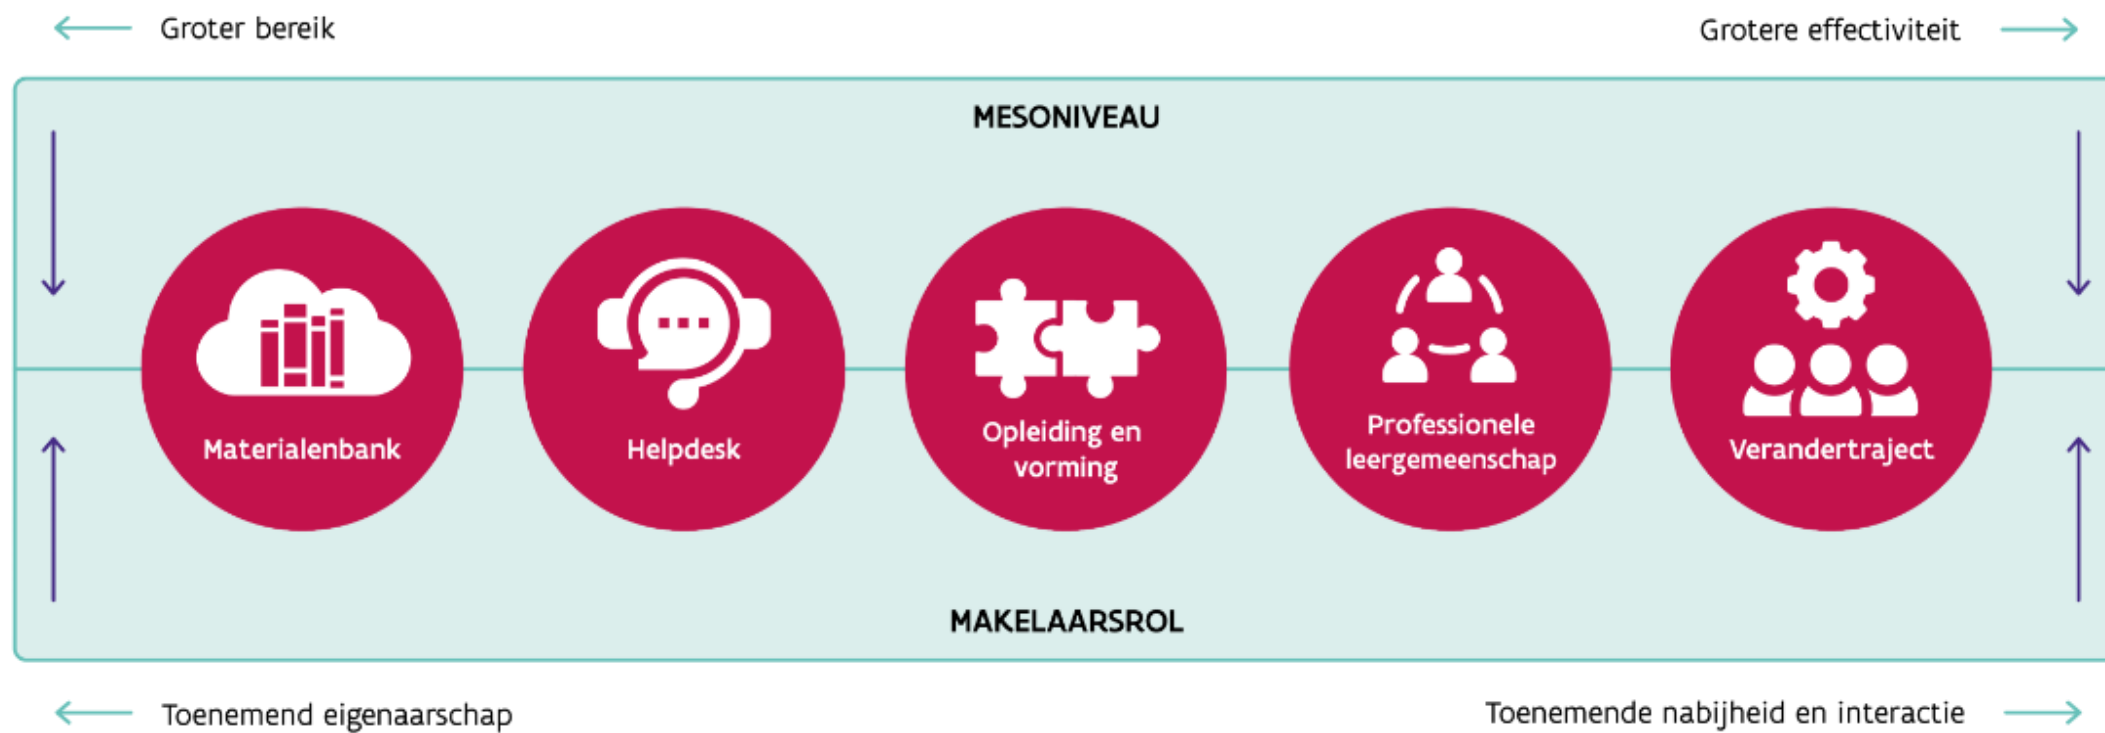 Groter bereik
Grotere effectiviteit
MESONIVEAU
Materialenbank
Helpdesk
Opleiding en
vorming
Professionele
leergemeenschap
Verandertraject
MAKELAARSROL
Toenemend eigenaarschap
Toenemende nabijheid en interactie